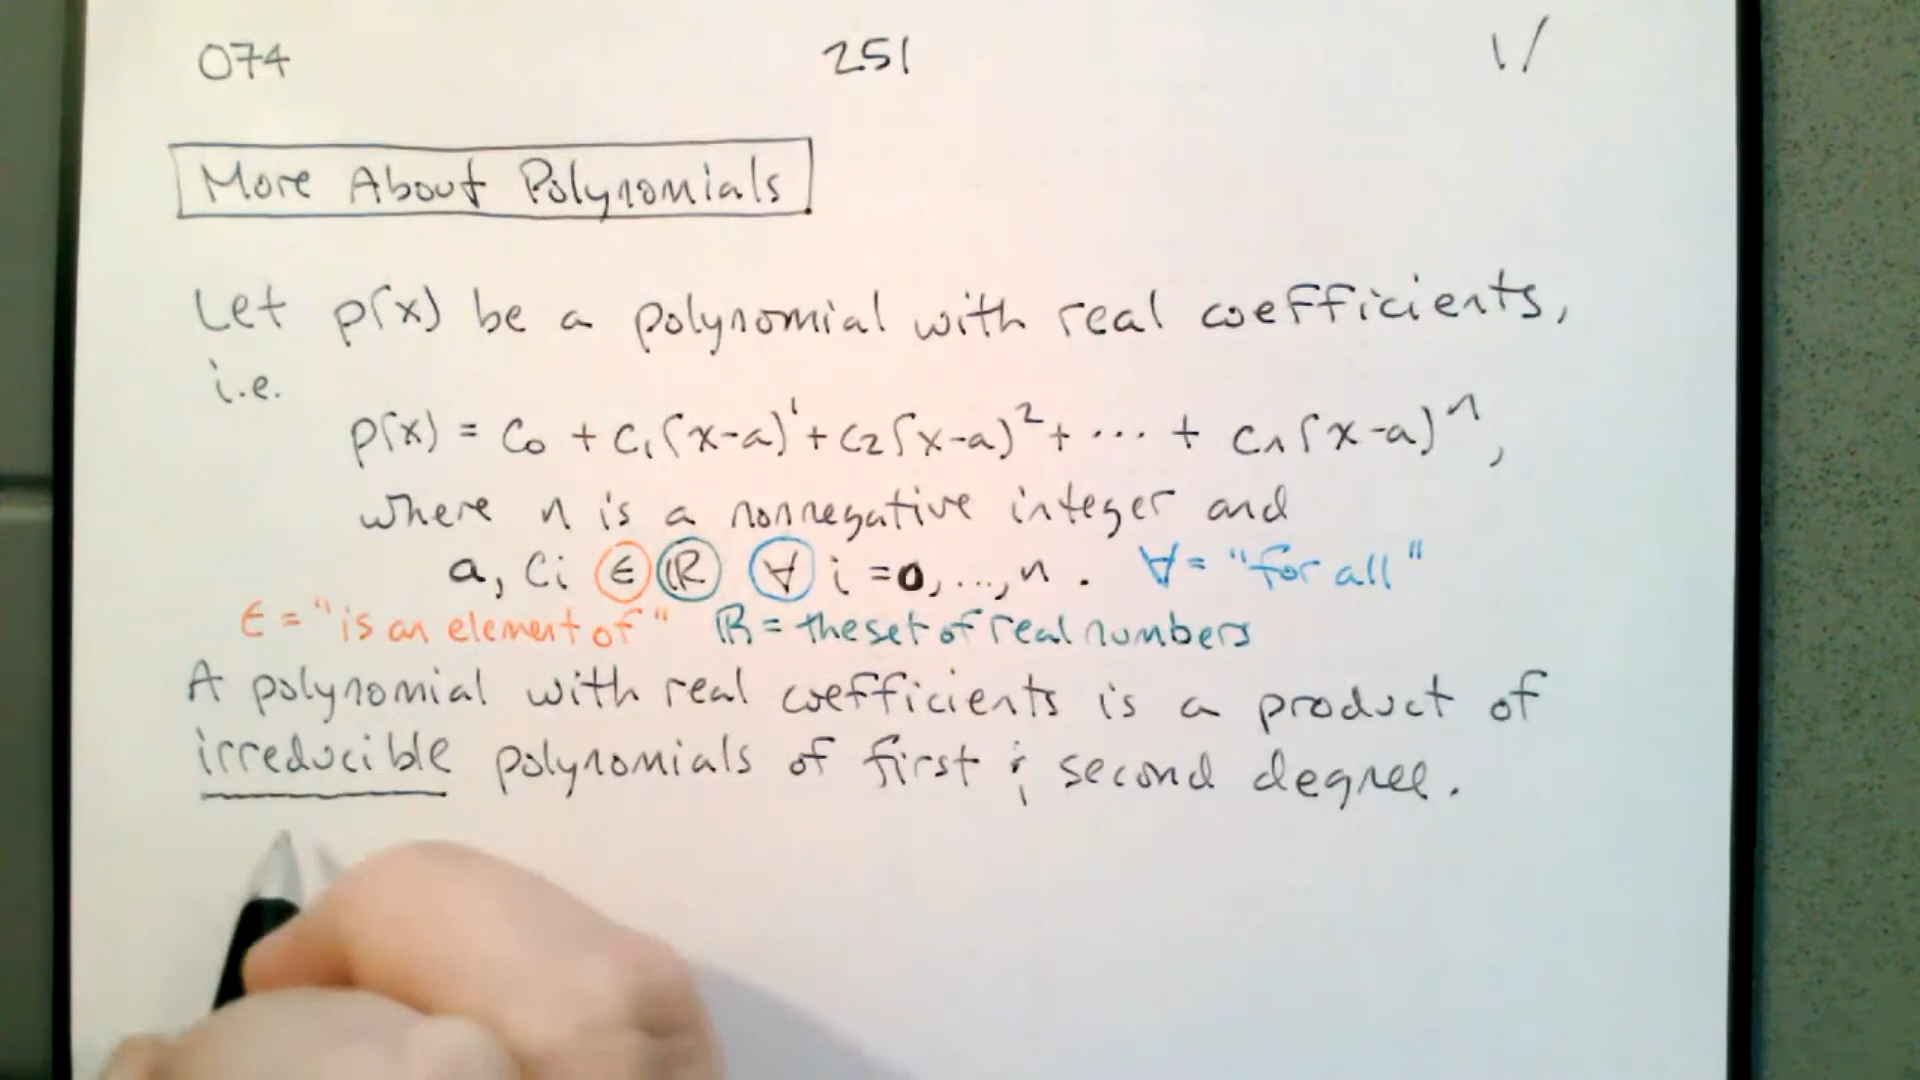 074 251 1/
More About Polynomials
Let p(x) be a polynomial with real coefficients,
i.e.
p(x) = c₀ + c₁(x-a)¹ + c₂(x-a)² + ... + cₙ(x-a)ⁿ,
where n is a nonnegative integer and
a, cᵢ ∈ ℝ ∀ i = 0, ..., n. ∀ = "for all"
∈ = "is an element of" ℝ = the set of real numbers
A polynomial with real coefficients is a product of
irreducible polynomials of first & second degree.